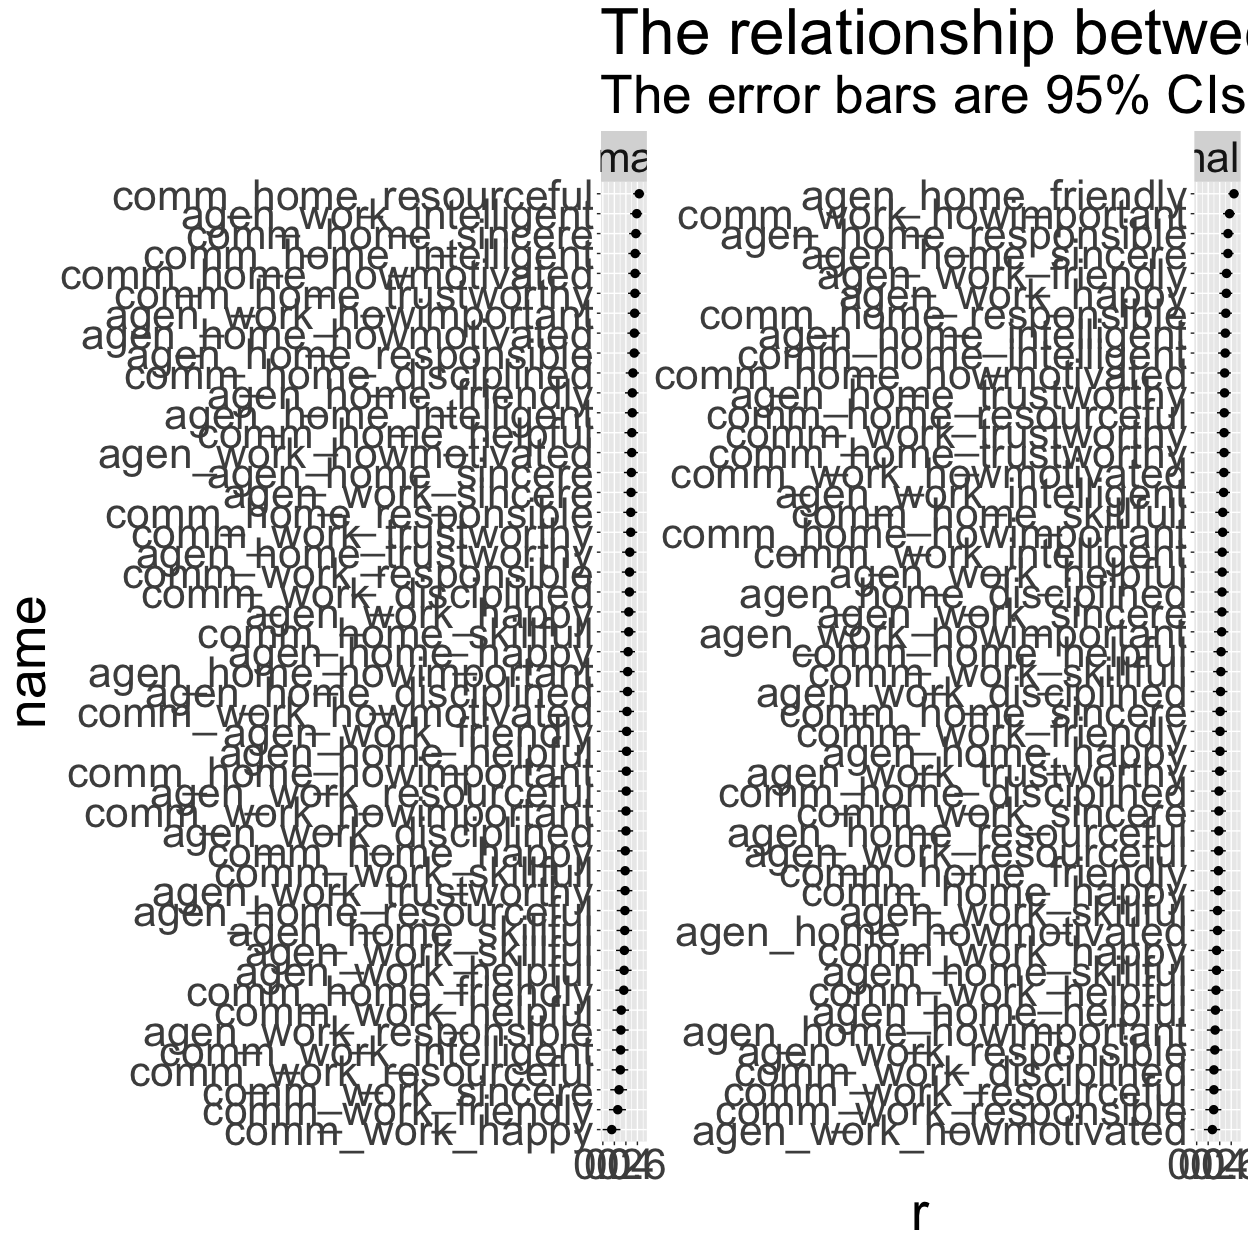 The relationship betwe
The error bars are 95% CIs
ma
nal
comm_home_resourceful
agen_work_intelligent
comm_home_sincere
comm_home_intelligent
comm_home_howmotivated
comm_home_trustworthy
agen_work_howimportant
agen_home_howmotivated
agen_home_responsible
comm_home_disciplined
agen_home_friendly
agen_home_intelligent
comm_home_helpful
agen_work_howmotivated
agen_home_sincere
agen_work_sincere
comm_home_responsible
comm_work_trustworthy
agen_home_trustworthy
comm_work_responsible
comm_work_disciplined
agen_work_happy
comm_home_skillful
agen_home_happy
agen_home_howimportant
agen_home_disciplined
comm_work_howmotivated
agen_work_friendly
agen_home_helpful
comm_home_howimportant
agen_work_resourceful
comm_work_howimportant
agen_work_disciplined
comm_home_happy
comm_work_skillful
agen_work_trustworthy
agen_home_resourceful
agen_home_skillful
agen_work_skillful
agen_work_helpful
comm_home_friendly
comm_work_helpful
agen_work_responsible
comm_work_intelligent
comm_work_resourceful
comm_work_sincere
comm_work_friendly
comm_work_happy
agen_home_friendly
comm_work_howimportant
agen_home_responsible
agen_home_sincere
agen_work_friendly
agen_work_happy
comm_home_responsible
agen_home_intelligent
comm_home_intelligent
comm_home_howmotivated
agen_home_trustworthy
comm_home_resourceful
comm_work_trustworthy
comm_home_trustworthy
comm_work_howmotivated
agen_work_intelligent
comm_home_skillful
comm_home_howimportant
comm_work_intelligent
agen_work_helpful
agen_home_disciplined
agen_work_sincere
agen_work_howimportant
comm_home_helpful
comm_work_skillful
agen_work_disciplined
comm_home_sincere
comm_work_friendly
agen_home_happy
agen_work_trustworthy
comm_home_disciplined
comm_work_sincere
agen_home_resourceful
agen_work_resourceful
comm_home_friendly
comm_home_happy
agen_work_skillful
agen_home_howmotivated
comm_work_happy
agen_home_skillful
comm_work_helpful
agen_home_helpful
agen_home_howimportant
agen_work_responsible
comm_work_disciplined
comm_work_resourceful
comm_work_responsible
agen_work_howmotivated
name
r